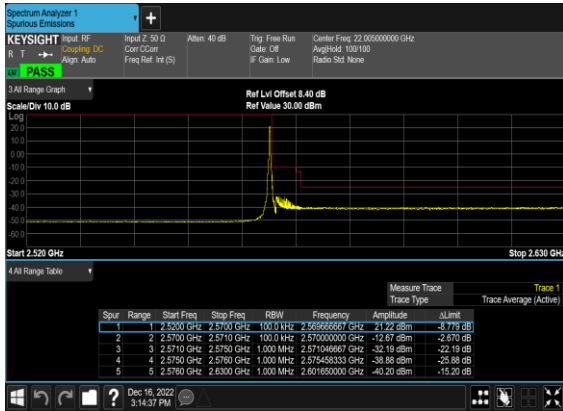 Spectrum Analyzer 1
Spurious Emissions
KEYSIGHT Input: RF Input Z: 50 Ω Atten: 40 dB Trig: Free Run Center Freq: 22.005000000 GHz
R T Coupling: DC Corr CCorr Gate: Off Avg|Hold: 100/100
Align: Auto Freq Ref: Int (S) IF Gain: Low Radio Std: None
LXI PASS
3 All Range Graph
Ref Lvl Offset 8.40 dB
Scale/Div 10.0 dB Ref Value 30.00 dBm
Log
20.0
10.0
0.00
-10.0
-20.0
-30.0
-40.0
-50.0
-60.0
Start 2.520 GHz Stop 2.630 GHz
4 All Range Table
Measure Trace Trace 1
Trace Type Trace Average (Active)
Spur Range Start Freq Stop Freq RBW Frequency Amplitude ΔLimit
1 1 2.5200 GHz 2.5700 GHz 100.0 kHz 2.569666667 GHz 21.22 dBm -8.779 dB
2 2 2.5700 GHz 2.5710 GHz 100.0 kHz 2.570000000 GHz -12.67 dBm -2.670 dB
3 3 2.5710 GHz 2.5750 GHz 1.000 MHz 2.571046667 GHz -32.19 dBm -22.19 dB
4 4 2.5750 GHz 2.5760 GHz 1.000 MHz 2.575458333 GHz -38.88 dBm -25.88 dB
5 5 2.5760 GHz 2.6300 GHz 1.000 MHz 2.601650000 GHz -40.20 dBm -15.20 dB
Dec 16, 2022
3:14:37 PM